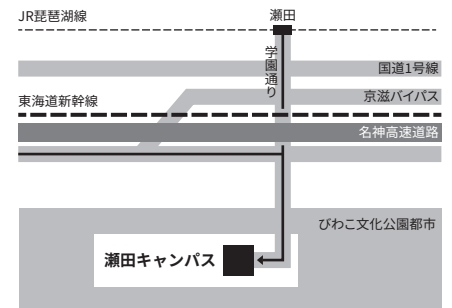 JR琵琶湖線
瀬田
学園通り
国道1号線
京滋バイパス
東海道新幹線
名神高速道路
びわこ文化公園都市
瀬田キャンパス